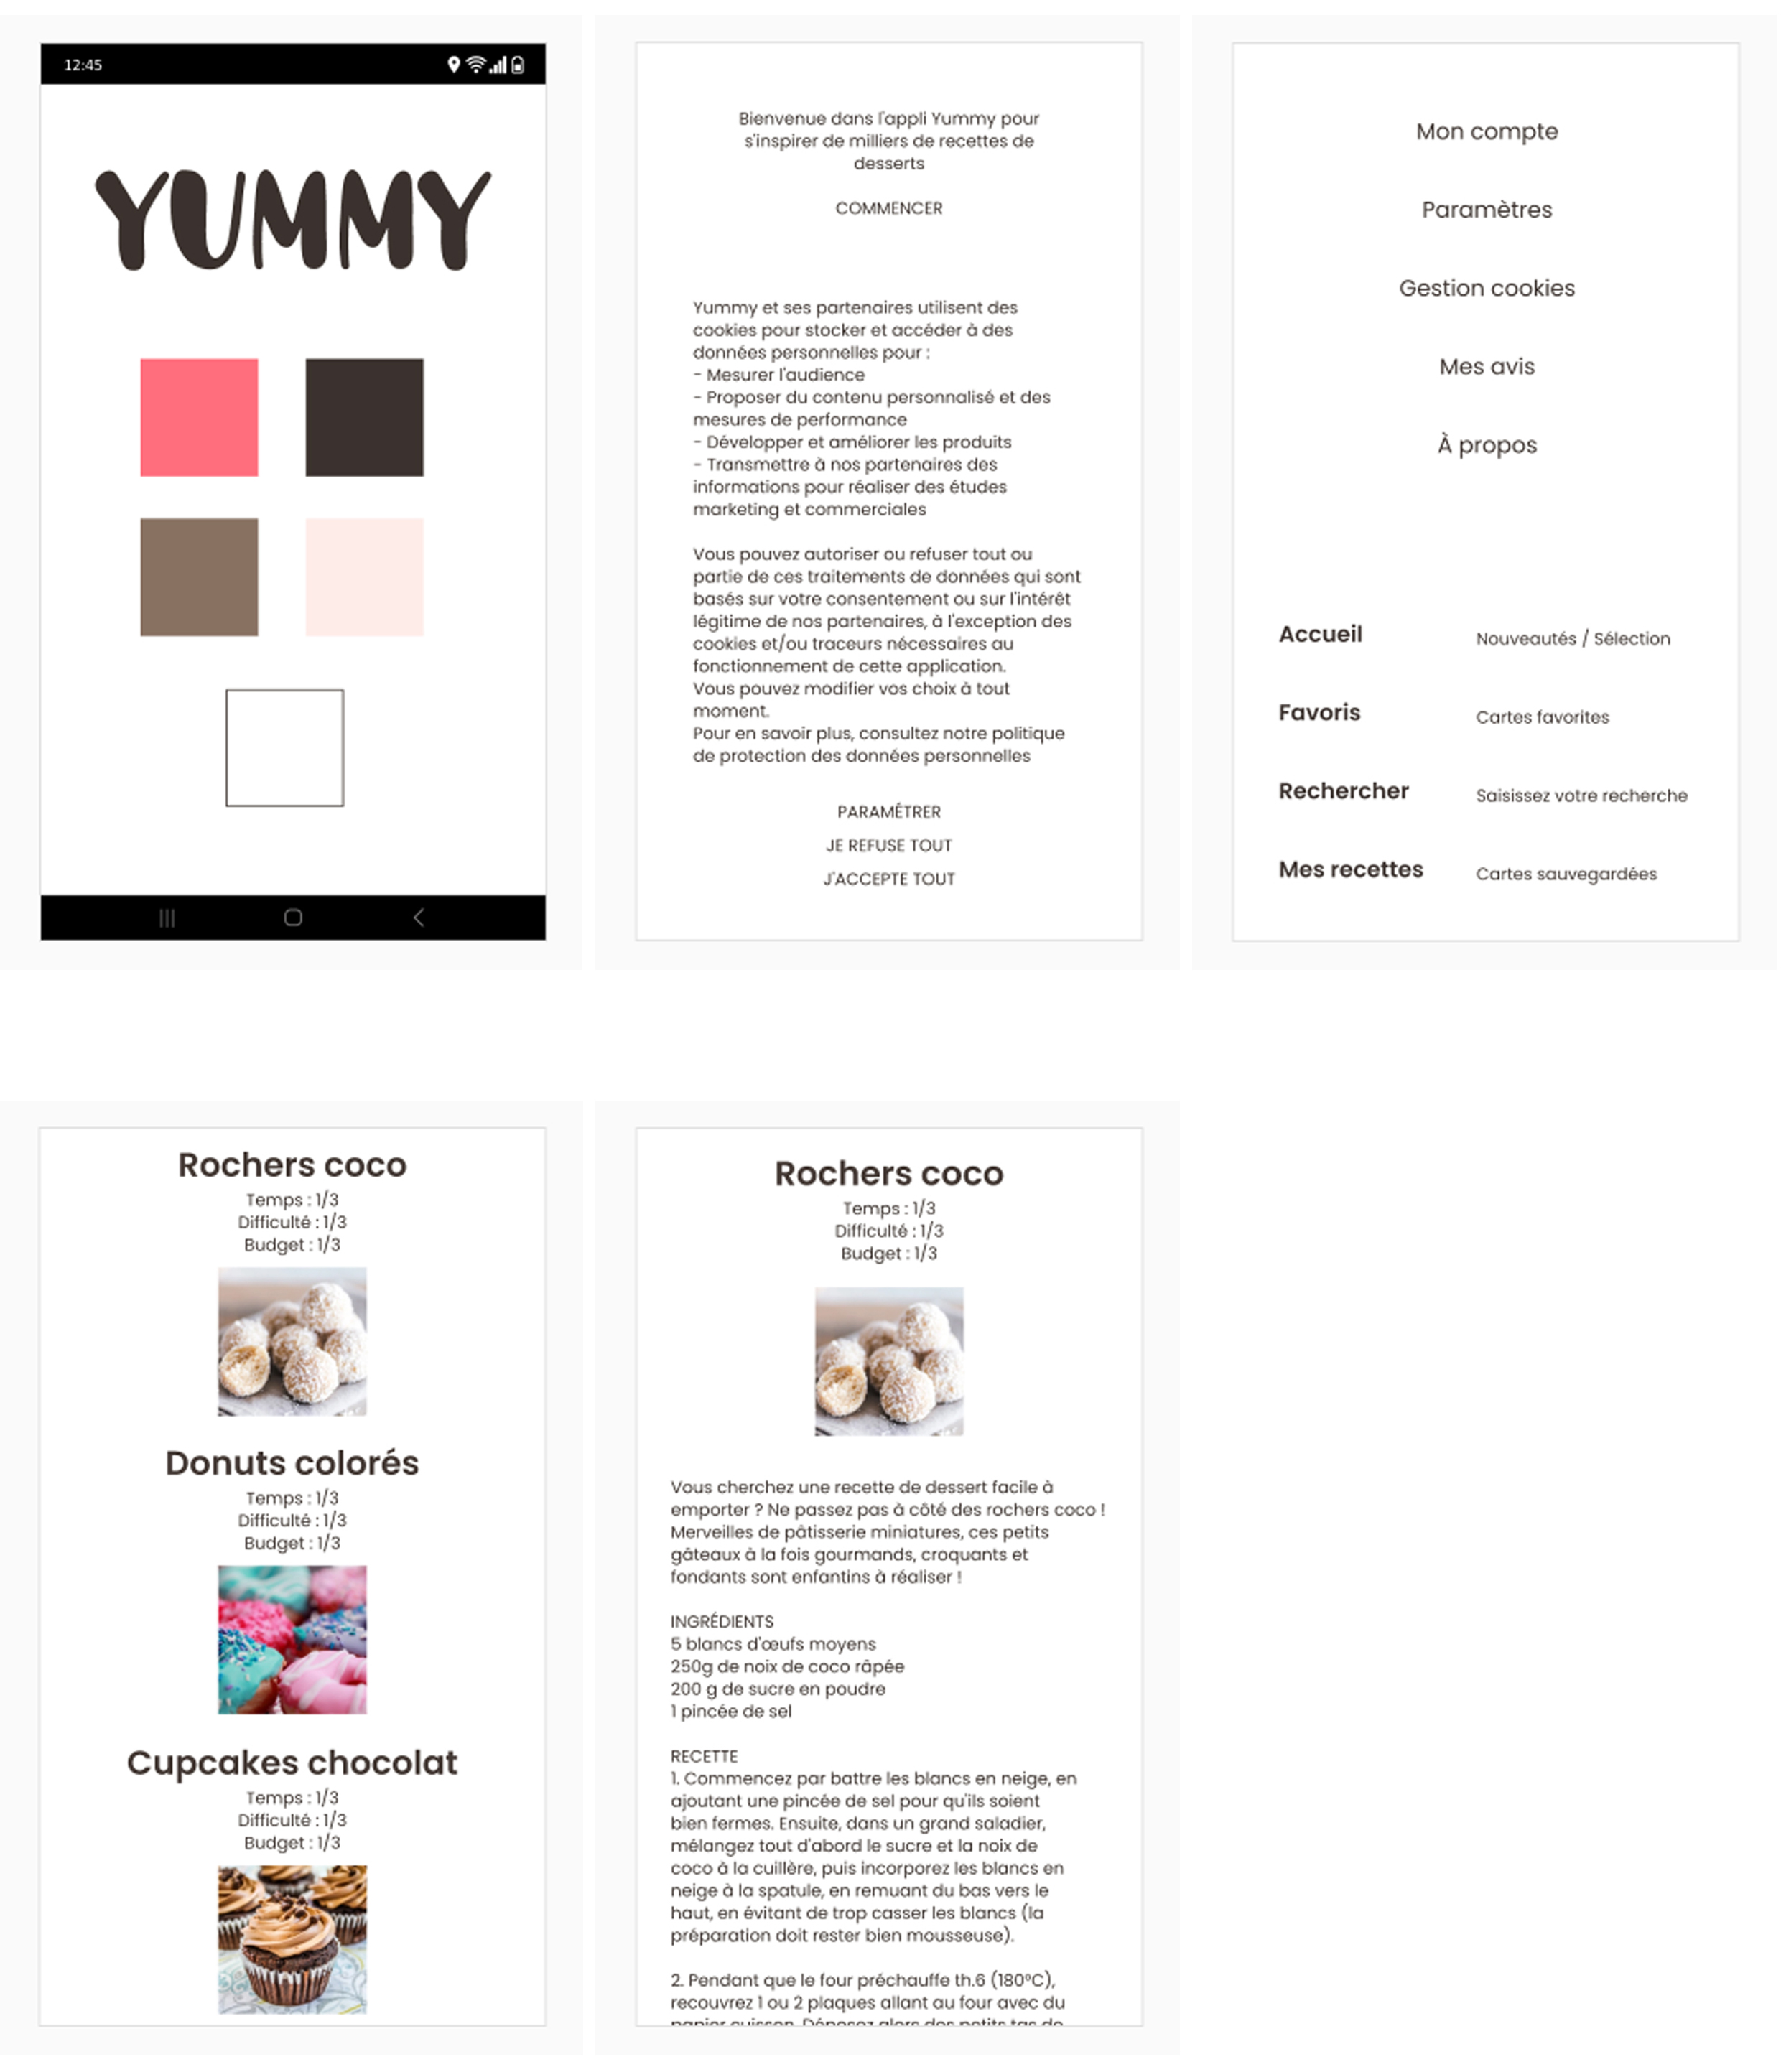 12:45
YUMMY
Bienvenue dans l'appli Yummy pour
s'inspirer de milliers de recettes de
desserts
COMMENCER
Yummy et ses partenaires utilisent des
cookies pour stocker et accéder à des
données personnelles pour :
- Mesurer l'audience
- Proposer du contenu personnalisé et des
mesures de performance
- Développer et améliorer les produits
- Transmettre à nos partenaires des
informations pour réaliser des études
marketing et commerciales
Vous pouvez autoriser ou refuser tout ou
partie de ces traitements de données qui sont
basés sur votre consentement ou sur l'intérêt
légitime de nos partenaires, à l'exception des
cookies et/ou traceurs nécessaires au
fonctionnement de cette application.
Vous pouvez modifier vos choix à tout
moment.
Pour en savoir plus, consultez notre politique
de protection des données personnelles
PARAMÉTRER
JE REFUSE TOUT
J'ACCEPTE TOUT
Mon compte
Paramètres
Gestion cookies
Mes avis
À propos
Accueil Nouveautés / Sélection
Favoris Cartes favorites
Rechercher Saisissez votre recherche
Mes recettes Cartes sauvegardées
Rochers coco
Temps : 1/3
Difficulté : 1/3
Budget : 1/3
Donuts colorés
Temps : 1/3
Difficulté : 1/3
Budget : 1/3
Cupcakes chocolat
Temps : 1/3
Difficulté : 1/3
Budget : 1/3
Rochers coco
Temps : 1/3
Difficulté : 1/3
Budget : 1/3
Vous cherchez une recette de dessert facile à
emporter ? Ne passez pas à côté des rochers coco !
Merveilles de pâtisserie miniatures, ces petits
gâteaux à la fois gourmands, croquants et
fondants sont enfantins à réaliser !
INGRÉDIENTS
5 blancs d'œufs moyens
250g de noix de coco râpée
200 g de sucre en poudre
1 pincée de sel
RECETTE
1. Commencez par battre les blancs en neige, en
ajoutant une pincée de sel pour qu'ils soient
bien fermes. Ensuite, dans un grand saladier,
mélangez tout d'abord le sucre et la noix de
coco à la cuillère, puis incorporez les blancs en
neige à la spatule, en remuant du bas vers le
haut, en évitant de trop casser les blancs (la
préparation doit rester bien mousseuse).
2. Pendant que le four préchauffe th.6 (180°C),
recouvrez 1 ou 2 plaques allant au four avec du
papier cuisson. Déposez alors des petits tas de